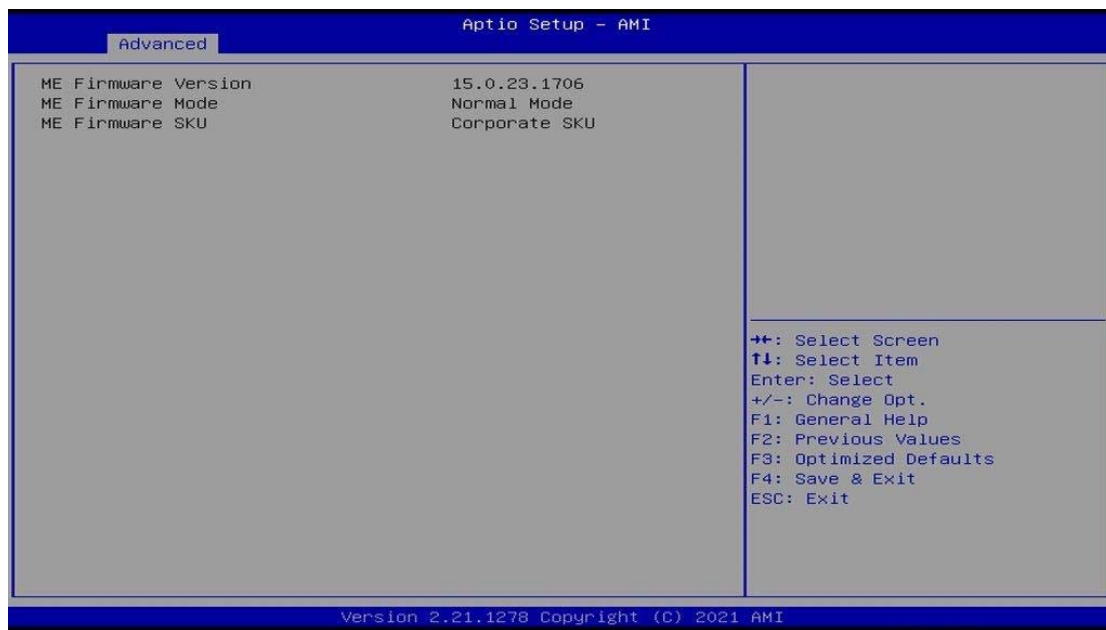 Aptio Setup – AMI
Advanced
ME Firmware Version 15.0.23.1706
ME Firmware Mode Normal Mode
ME Firmware SKU Corporate SKU
→←: Select Screen
↑↓: Select Item
Enter: Select
+/-: Change Opt.
F1: General Help
F2: Previous Values
F3: Optimized Defaults
F4: Save & Exit
ESC: Exit
Version 2.21.1278 Copyright (C) 2021 AMI